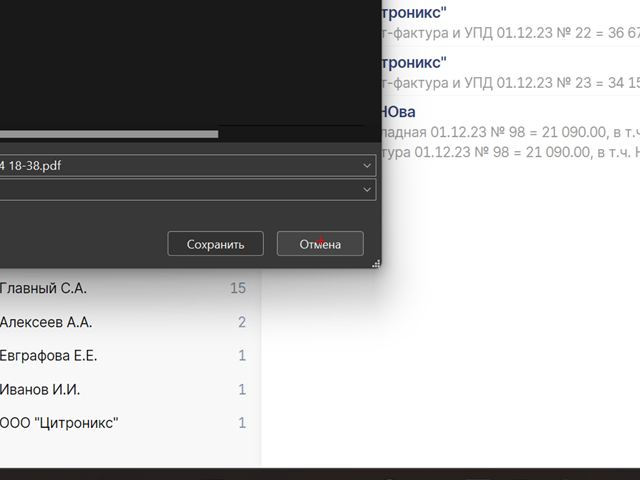 троникс"
т-фактура и УПД 01.12.23 № 22 = 36 67
троникс"
т-фактура и УПД 01.12.23 № 23 = 34 15
НОва
ладная 01.12.23 № 98 = 21 090.00, в т.ч
тура 01.12.23 № 98 = 21 090.00, в т.ч. Н
4 18-38.pdf
Сохранить
Отмена
Главный С.А. 15
Алексеев А.А. 2
Евграфова Е.Е. 1
Иванов И.И. 1
ООО "Цитроникс" 1